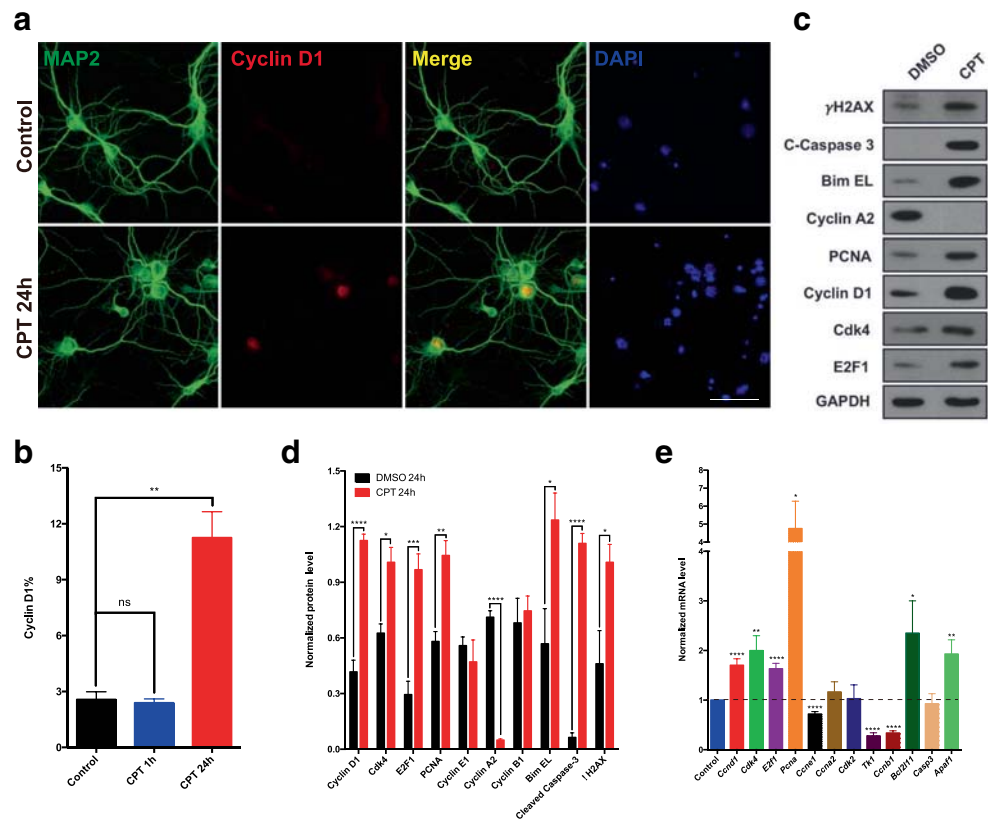 a
MAP2 Cyclin D1 Merge DAPI
Control
CPT 24h
c
DMSO CPT
γH2AX
C-Caspase 3
Bim EL
Cyclin A2
PCNA
Cyclin D1
Cdk4
E2F1
GAPDH
b
Cyclin D1%
15
12
9
6
3
0
**
ns
Control CPT 1h CPT 24h
d
Normalized protein level
1.5
1.2
0.9
0.6
0.3
0.0
DMSO 24h
CPT 24h
**** * *** ** **** * **** *
Cyclin D1 Cdk4 E2F1 PCNA Cyclin E1 Cyclin A2 Cyclin B1 Bim EL Cleaved Caspase-3 I H2AX
e
Normalized mRNA level
8
7
6
5
4
4
3
2
1
0
**** ** **** * **** **** **** * **
Control Ccnd1 Cdk4 E2f1 Pcna Ccne1 Ccna2 Cdk2 Tk1 Ccnb1 Bcl2l11 Casp3 Apaf1